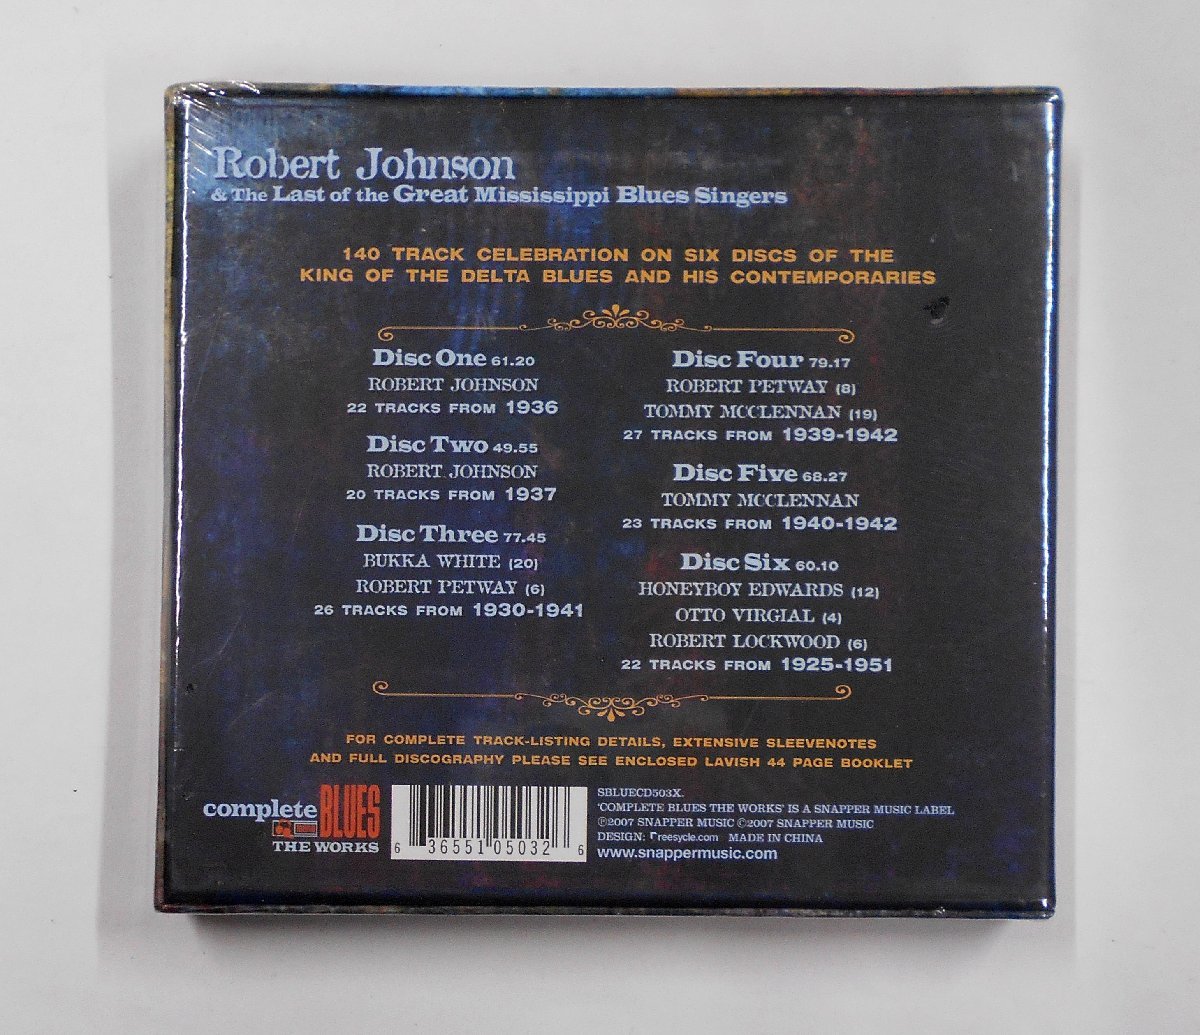 Robert Johnson
& The Last of the Great Mississippi Blues Singers
140 TRACK CELEBRATION ON SIX DISCS OF THE
KING OF THE DELTA BLUES AND HIS CONTEMPORARIES
Disc One 61.20
ROBERT JOHNSON
22 TRACKS FROM 1936
Disc Two 49.55
ROBERT JOHNSON
20 TRACKS FROM 1937
Disc Three 77.45
BUKKA WHITE (20)
ROBERT PETWAY (6)
26 TRACKS FROM 1930-1941
Disc Four 79.17
ROBERT PETWAY (8)
TOMMY MCCLENNAN (19)
27 TRACKS FROM 1939-1942
Disc Five 68.27
TOMMY MCCLENNAN
23 TRACKS FROM 1940-1942
Disc Six 60.10
HONEYBOY EDWARDS (12)
OTTO VIRGIAL (4)
ROBERT LOCKWOOD (6)
22 TRACKS FROM 1925-1951
FOR COMPLETE TRACK-LISTING DETAILS, EXTENSIVE SLEEVENOTES
AND FULL DISCOGRAPHY PLEASE SEE ENCLOSED LAVISH 44 PAGE BOOKLET
complete BLUES
THE WORKS
6 36551 05032 6
SBLUECD503X.
'COMPLETE BLUES THE WORKS' IS A SNAPPER MUSIC LABEL
℗2007 SNAPPER MUSIC ©2007 SNAPPER MUSIC
DESIGN: Freesycle.com MADE IN CHINA
www.snappermusic.com